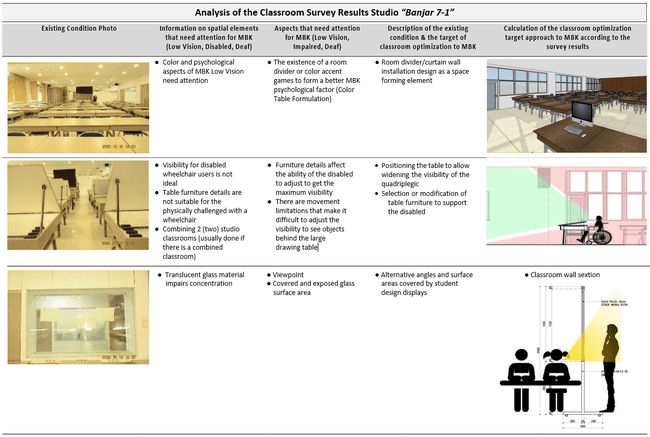 Analysis of the Classroom Survey Results Studio "Banjar 7-1"
Existing Condition Photo
Information on spatial elements
that need attention for MBK
(Low Vision, Disabled, Deaf)
Aspects that need attention
for MBK (Low Vision,
Impaired, Deaf)
Description of the existing
condition & the target of
classroom optimization to MBK
Calculation of the classroom optimization
target approach to MBK according to the
survey results
● Color and psychological
aspects of MBK Low Vision
need attention
● The existence of a room
divider or color accent
games to form a better MBK
psychological factor (Color
Table Formulation)
● Room divider/curtain wall
installation design as a space
forming element
● Visibility for disabled
wheelchair users is not
ideal
● Table furniture details are
not suitable for the
physically challenged with a
wheelchair
● Combining 2 (two) studio
classrooms (usually done if
there is a combined
classroom)
● Furniture details affect
the ability of the disabled
to adjust to get the
maximum visibility
● There are movement
limitations that make it
difficult to adjust the
visibility to see objects
behind the large
drawing table
● Positioning the table to allow
widening the visibility of the
quadriplegic
● Selection or modification of
table furniture to support the
disabled
● Translucent glass material
impairs concentration
● Viewpoint
● Covered and exposed glass
surface area
● Alternative angles and surface
areas covered by student
design displays
● Classroom wall sextion